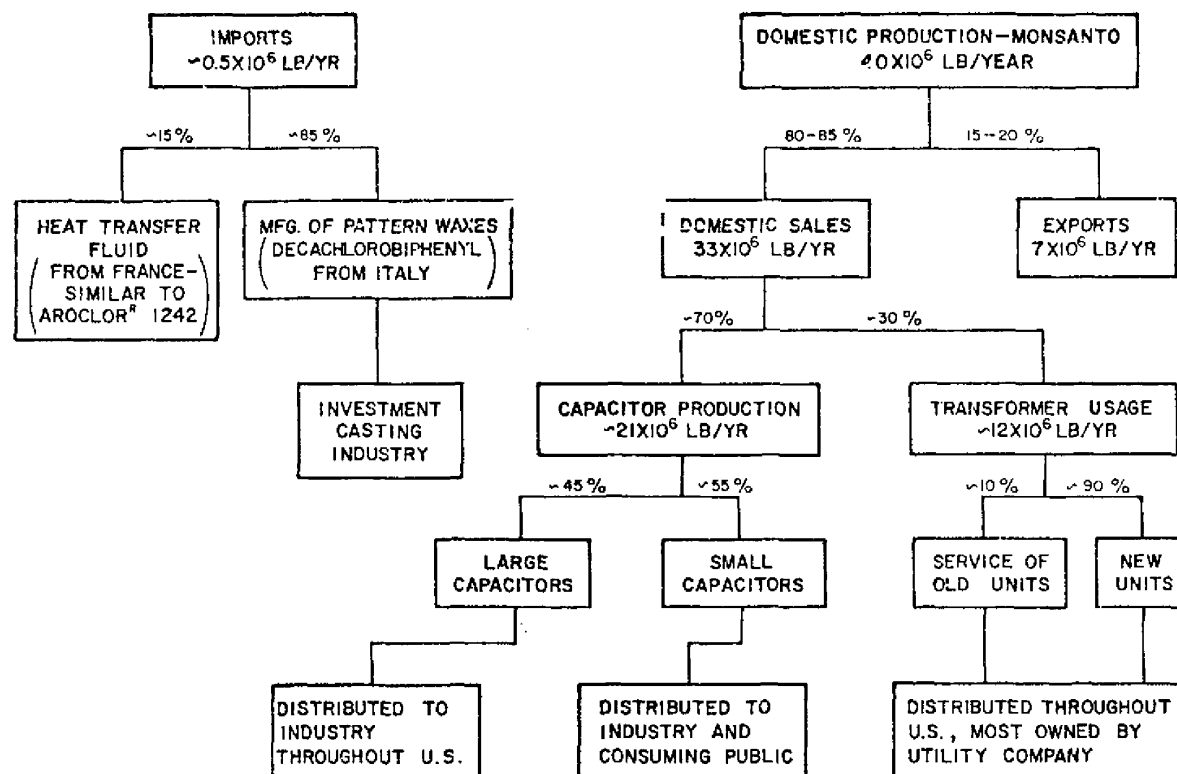 IMPORTS
~0.5X10⁶ LB/YR
DOMESTIC PRODUCTION—MONSANTO
40X10⁶ LB/YEAR
~15%
~85%
80-85%
15-20%
HEAT TRANSFER
FLUID
(FROM FRANCE-
SIMILAR TO
AROCLORᴿ 1242)
MFG. OF PATTERN WAXES
(DECACHLOROBIPHENYL
FROM ITALY)
DOMESTIC SALES
33X10⁶ LB/YR
EXPORTS
7X10⁶ LB/YR
~70%
~30%
INVESTMENT
CASTING
INDUSTRY
CAPACITOR PRODUCTION
~21X10⁶ LB/YR
TRANSFORMER USAGE
~12X10⁶ LB/YR
~45%
~55%
~10%
~90%
LARGE
CAPACITORS
SMALL
CAPACITORS
SERVICE OF
OLD UNITS
NEW
UNITS
DISTRIBUTED TO
INDUSTRY
THROUGHOUT U.S.
DISTRIBUTED TO
INDUSTRY AND
CONSUMING PUBLIC
DISTRIBUTED THROUGHOUT
U.S., MOST OWNED BY
UTILITY COMPANY